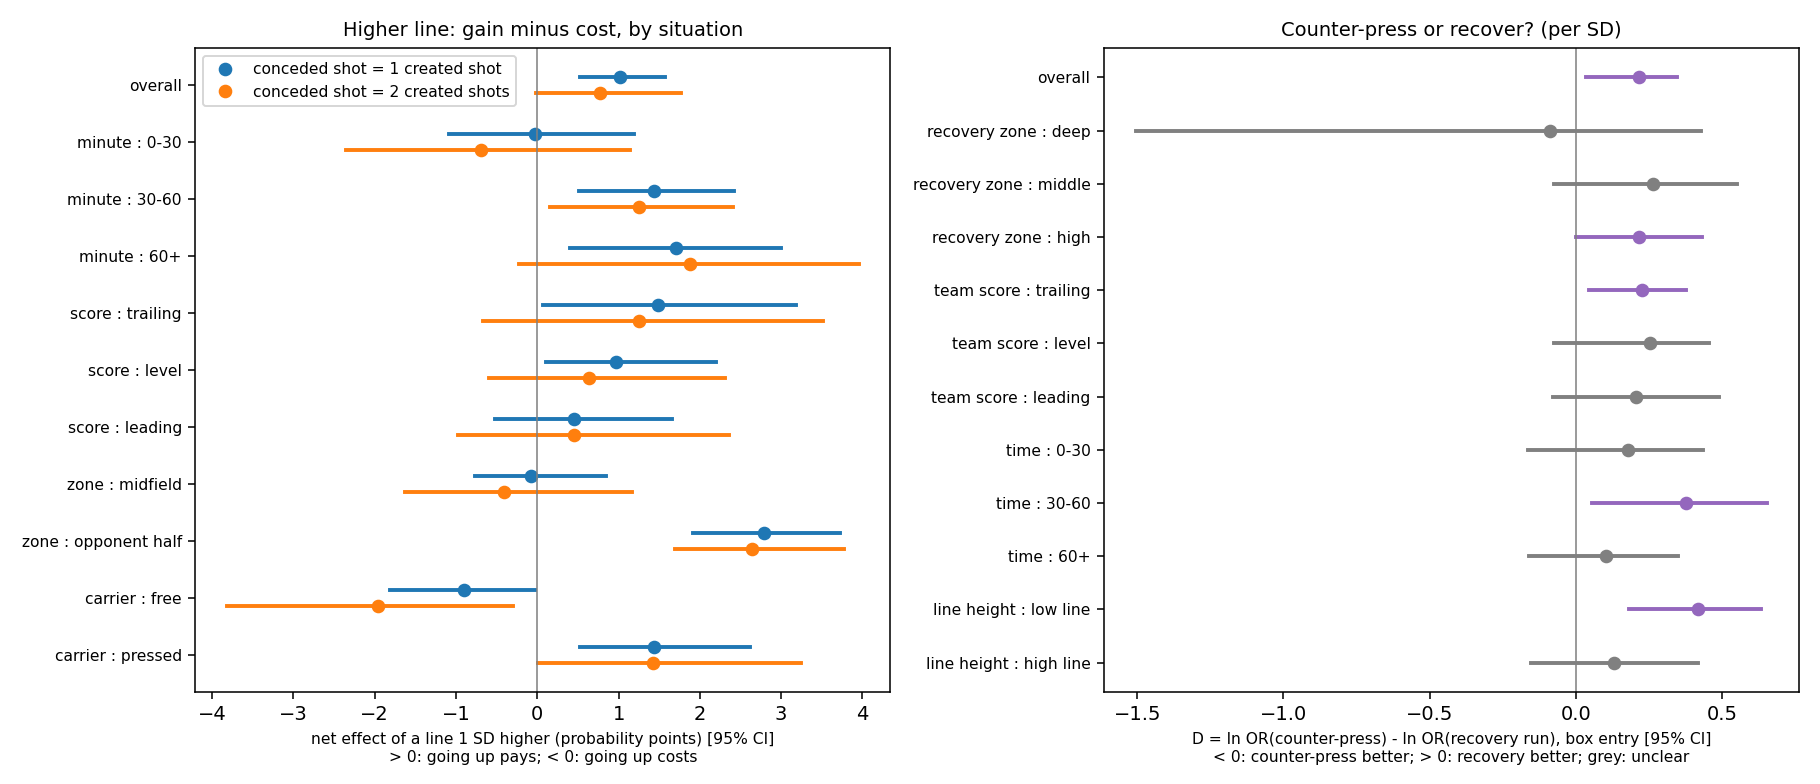 Higher line: gain minus cost, by situation
conceded shot = 1 created shot
conceded shot = 2 created shots
overall
minute : 0-30
minute : 30-60
minute : 60+
score : trailing
score : level
score : leading
zone : midfield
zone : opponent half
carrier : free
carrier : pressed
−4 −3 −2 −1 0 1 2 3 4
net effect of a line 1 SD higher (probability points) [95% CI]
> 0: going up pays; < 0: going up costs
Counter-press or recover? (per SD)
overall
recovery zone : deep
recovery zone : middle
recovery zone : high
team score : trailing
team score : level
team score : leading
time : 0-30
time : 30-60
time : 60+
line height : low line
line height : high line
−1.5 −1.0 −0.5 0.0 0.5
D = ln OR(counter-press) - ln OR(recovery run), box entry [95% CI]
< 0: counter-press better; > 0: recovery better; grey: unclear